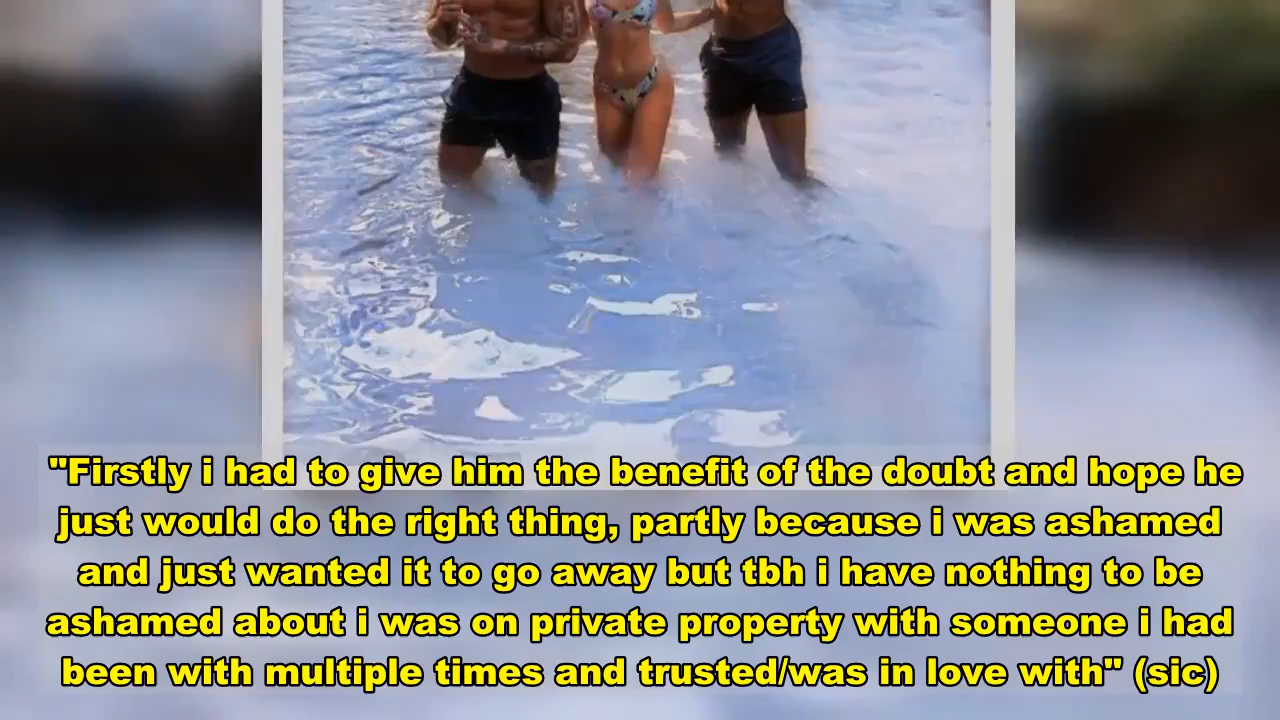 "Firstly i had to give him the benefit of the doubt and hope he
just would do the right thing, partly because i was ashamed
and just wanted it to go away but tbh i have nothing to be
ashamed about i was on private property with someone i had
been with multiple times and trusted/was in love with" (sic)